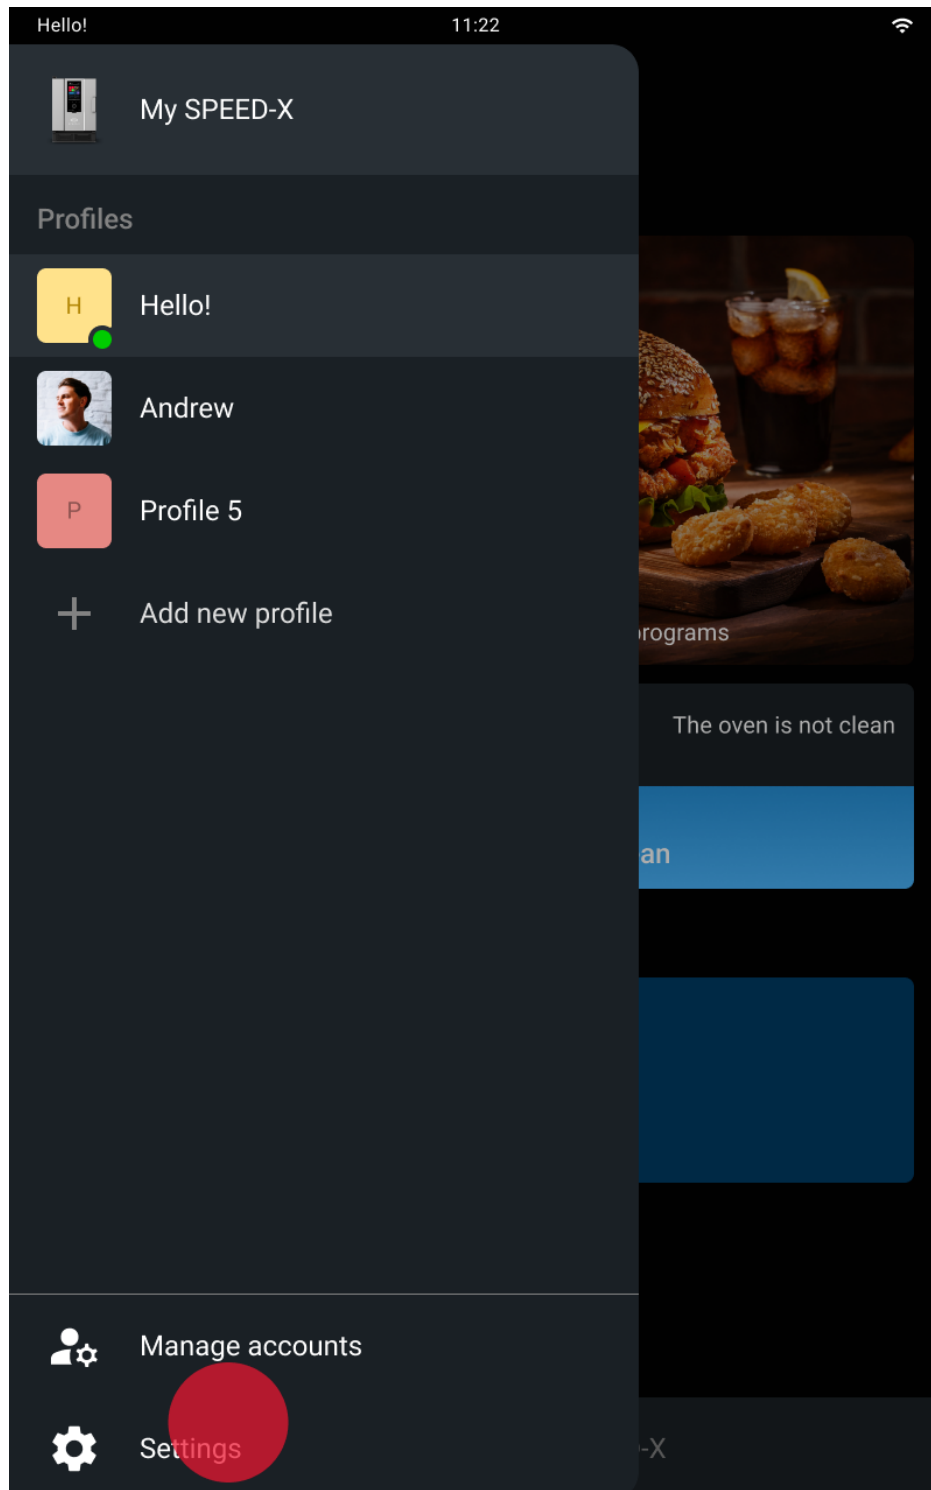 Hello! 11:22
My SPEED-X
Profiles
H Hello!
Andrew
P Profile 5
Add new profile
rograms
The oven is not clean
an
Manage accounts
Settings
-X